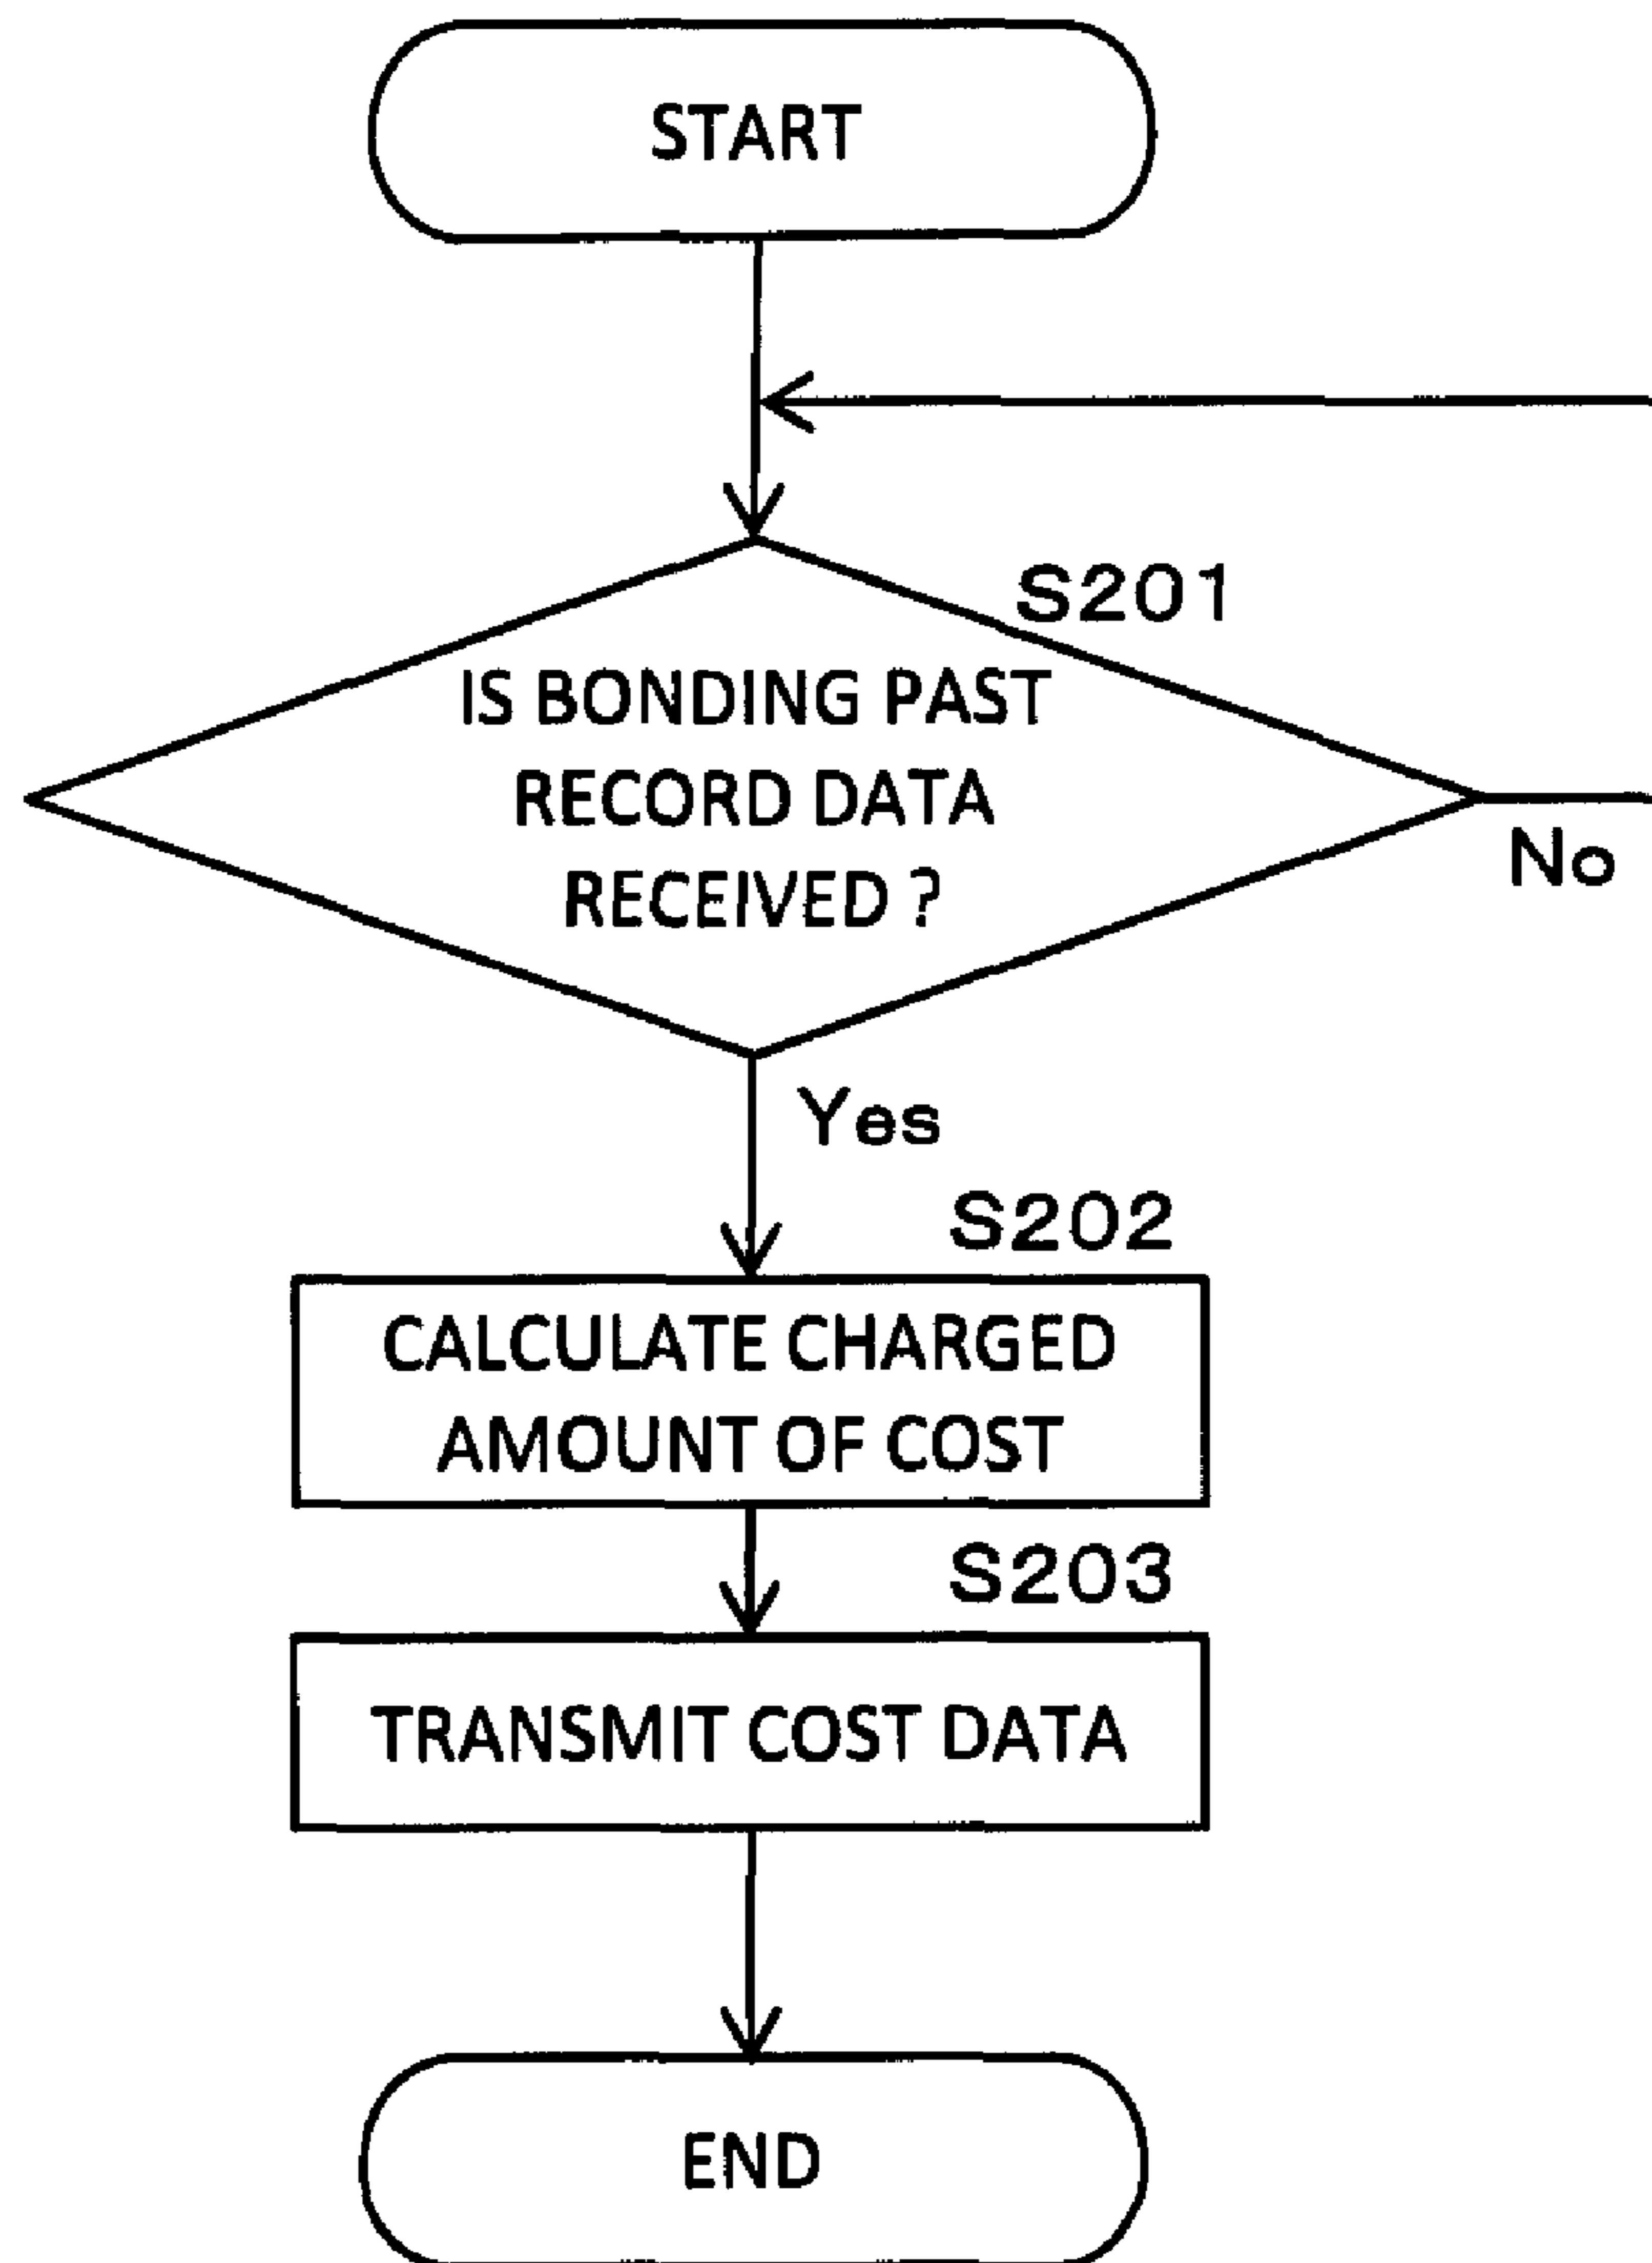 START
S201
IS BONDING PAST
RECORD DATA
RECEIVED ?
No
Yes
S202
CALCULATE CHARGED
AMOUNT OF COST
S203
TRANSMIT COST DATA
END